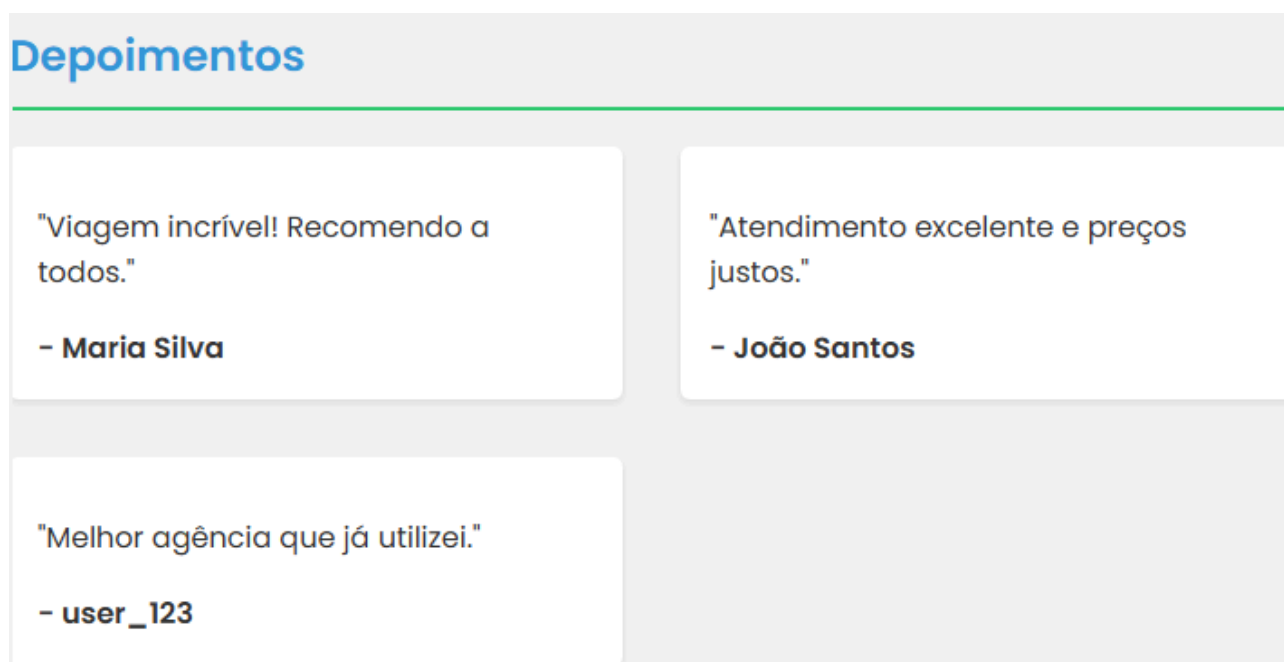 Depoimentos
"Viagem incrível! Recomendo a
todos."
- Maria Silva
"Atendimento excelente e preços
justos."
- João Santos
"Melhor agência que já utilizei."
- user_123